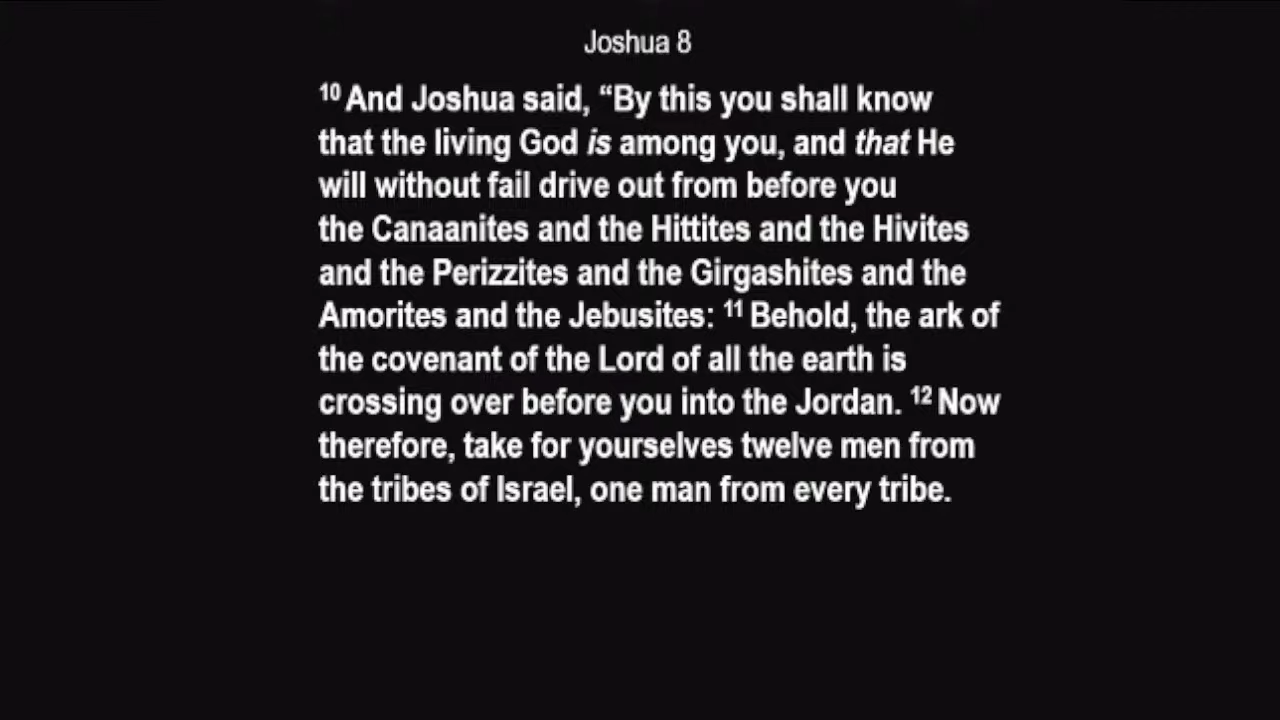 Joshua 8
10 And Joshua said, “By this you shall know
that the living God is among you, and that He
will without fail drive out from before you
the Canaanites and the Hittites and the Hivites
and the Perizzites and the Girgashites and the
Amorites and the Jebusites: 11 Behold, the ark of
the covenant of the Lord of all the earth is
crossing over before you into the Jordan. 12 Now
therefore, take for yourselves twelve men from
the tribes of Israel, one man from every tribe.